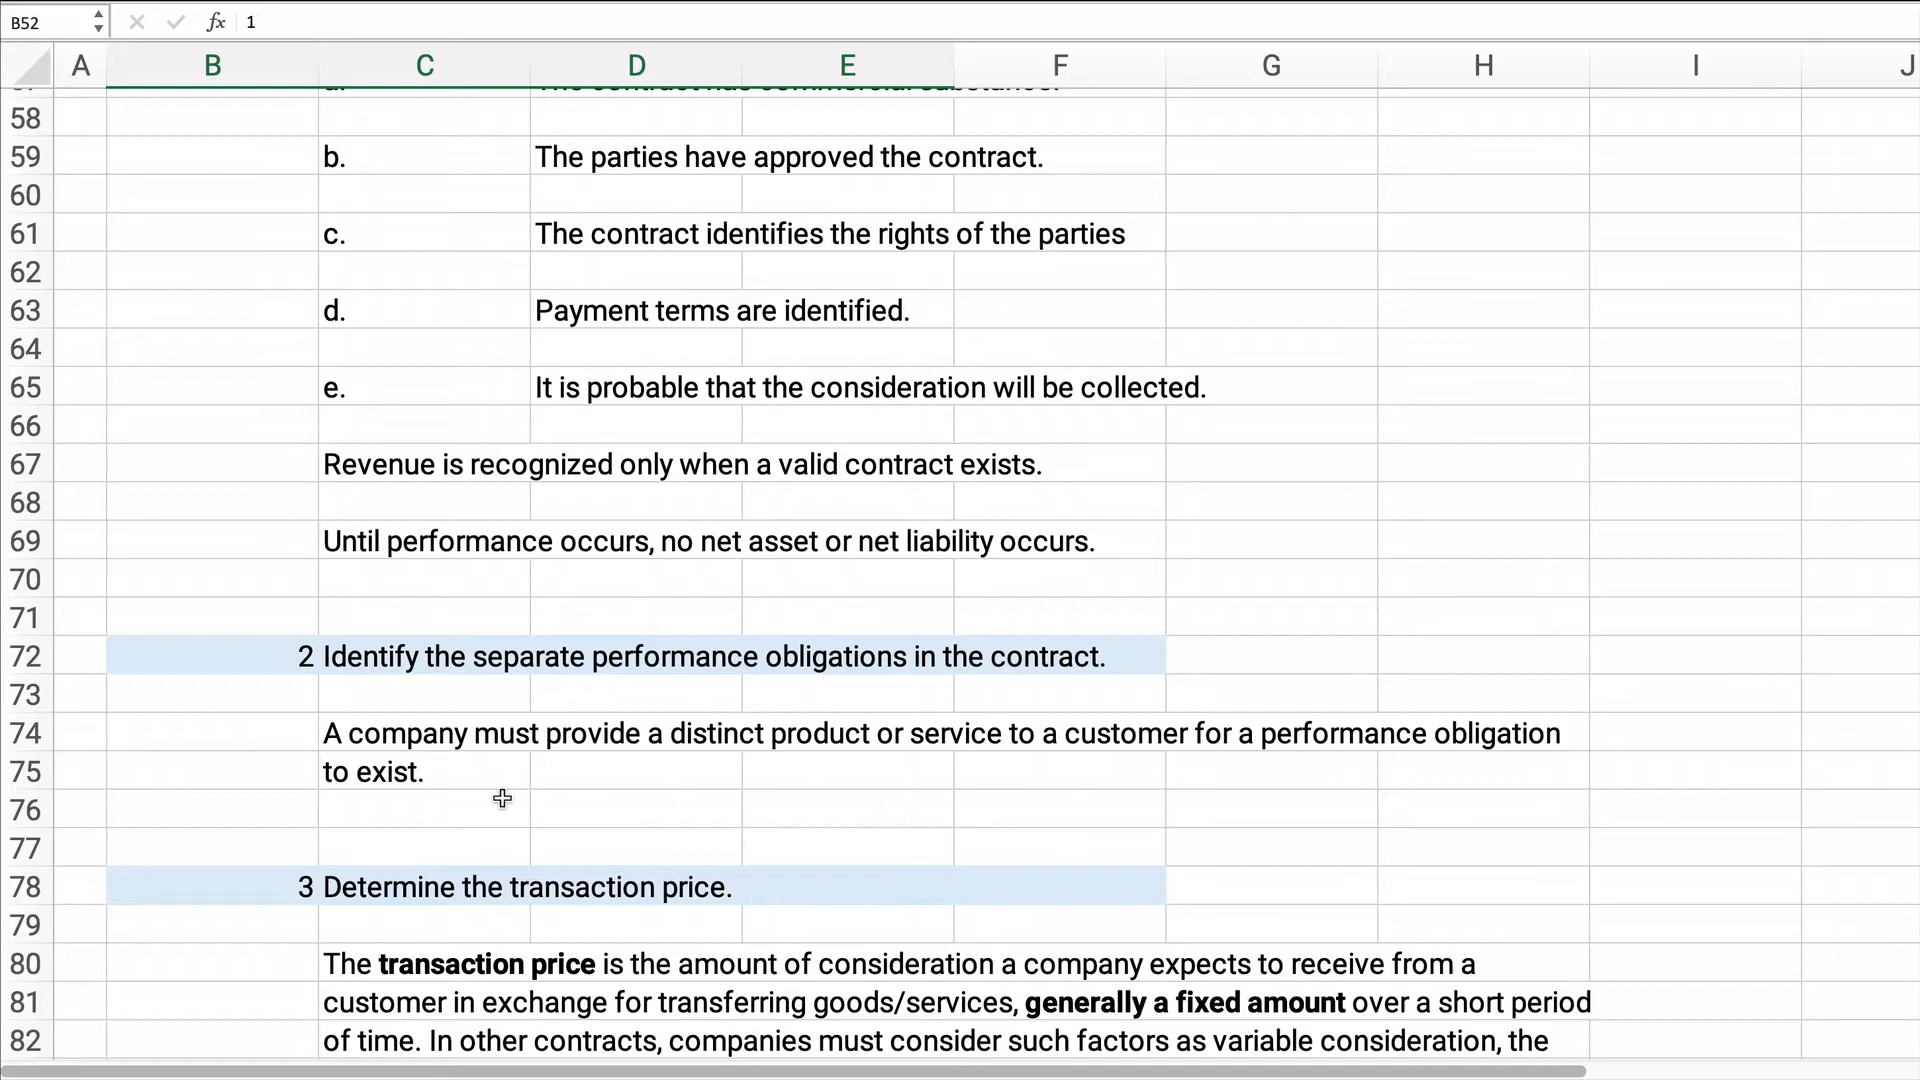 B52 fx 1
A B C D E F G H I J
58
59 b. The parties have approved the contract.
60
61 c. The contract identifies the rights of the parties
62
63 d. Payment terms are identified.
64
65 e. It is probable that the consideration will be collected.
66
67 Revenue is recognized only when a valid contract exists.
68
69 Until performance occurs, no net asset or net liability occurs.
70
71
72 2 Identify the separate performance obligations in the contract.
73
74 A company must provide a distinct product or service to a customer for a performance obligation
75 to exist.
76
77
78 3 Determine the transaction price.
79
80 The transaction price is the amount of consideration a company expects to receive from a
81 customer in exchange for transferring goods/services, generally a fixed amount over a short period
82 of time. In other contracts, companies must consider such factors as variable consideration, the